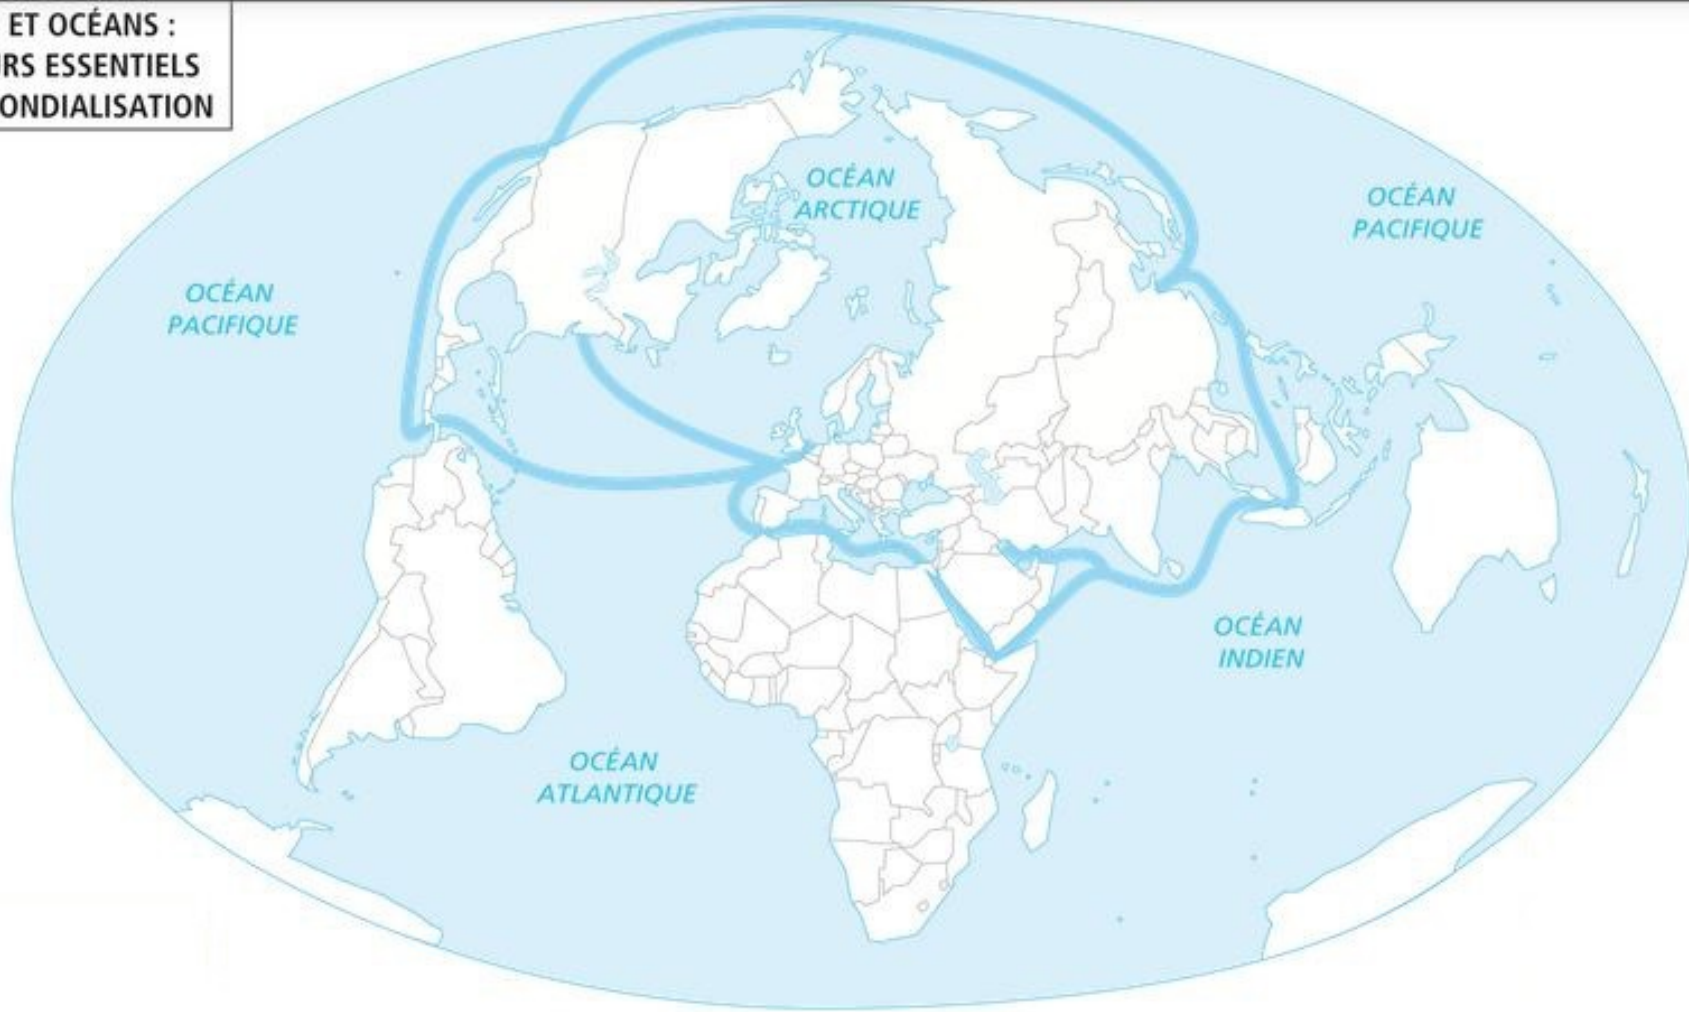 ET OCÉANS :
RS ESSENTIELS
ONDIALISATION
OCÉAN
ARCTIQUE
OCÉAN
PACIFIQUE
OCÉAN
PACIFIQUE
OCÉAN
INDIEN
OCÉAN
ATLANTIQUE